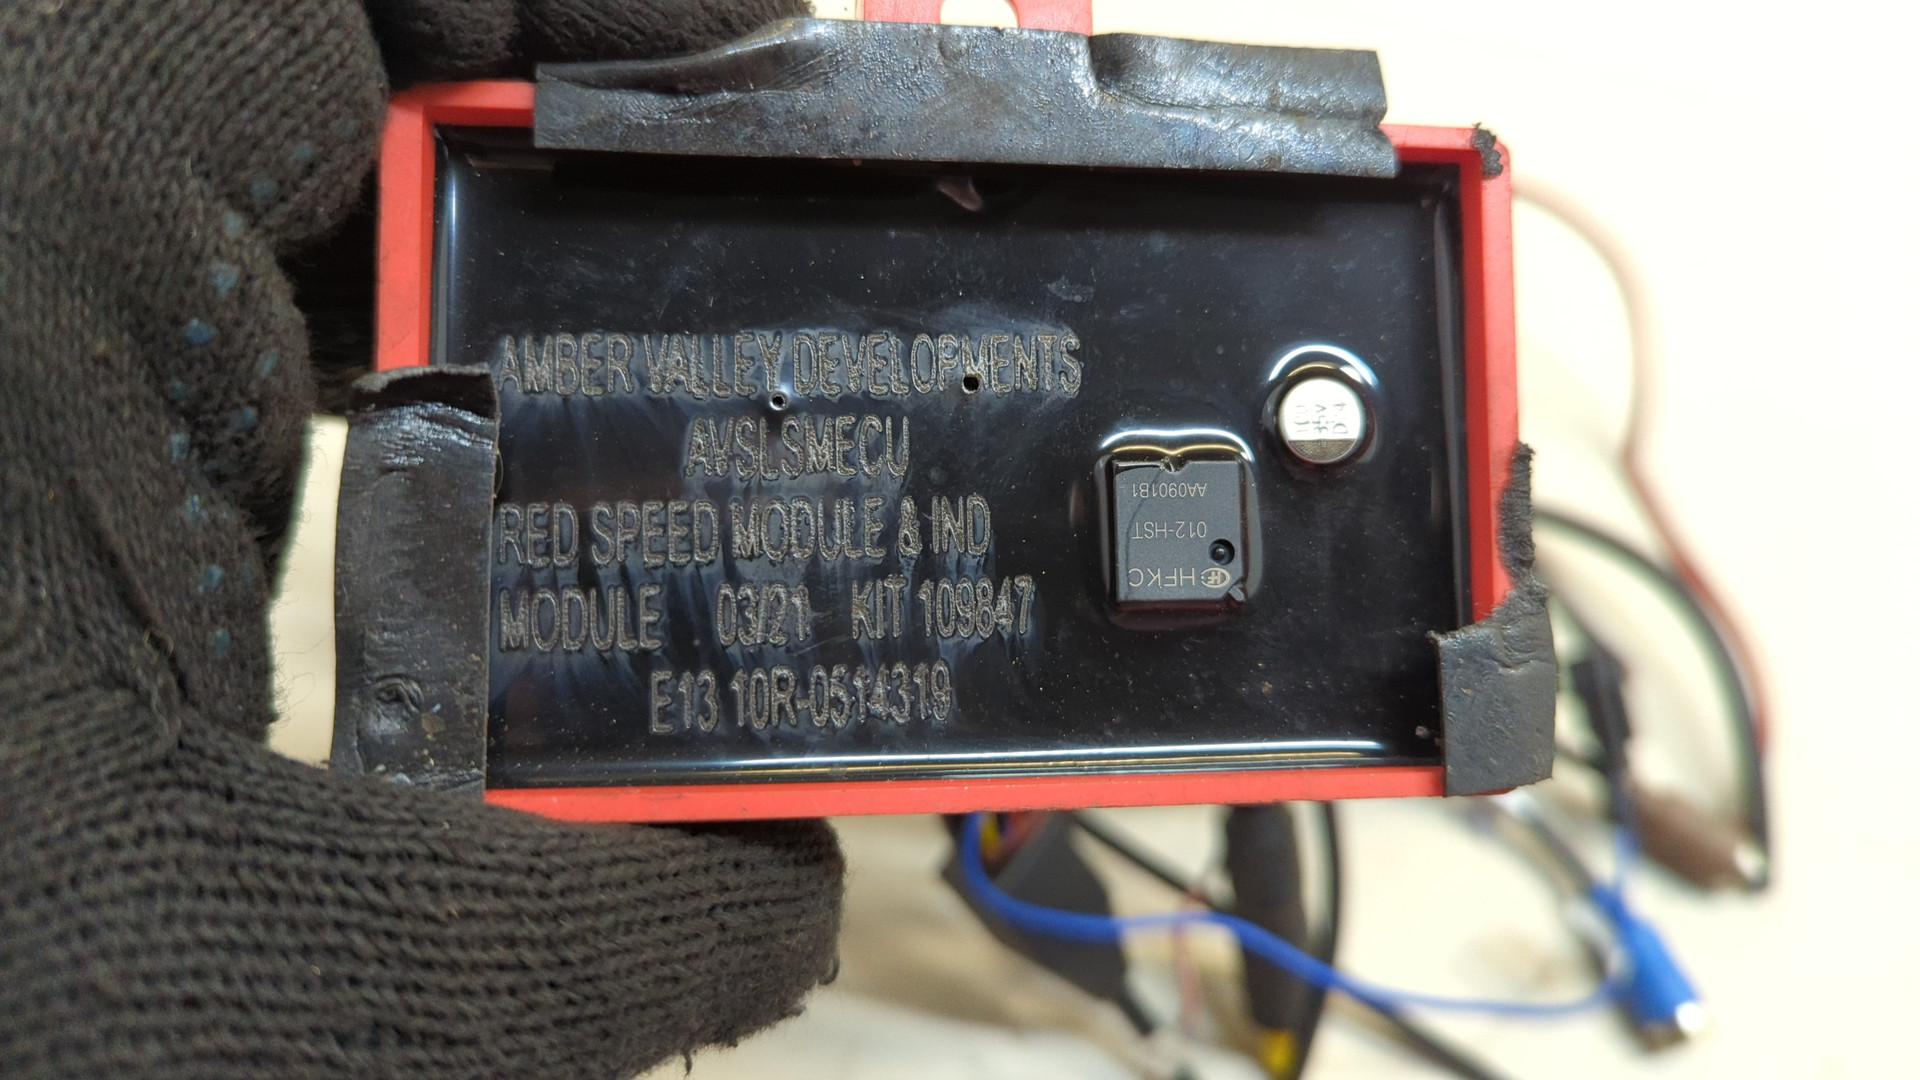 AMBER VALLEY DEVELOPMENTS
AVSLSMECU
RED SPEED MODULE & IND
MODULE 03/21 KIT 109847
E13 10R-0514319
HFKC
012-HST
AA0901B1
35V